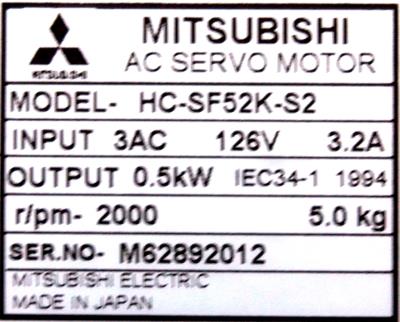 MITSUBISHI
AC SERVO MOTOR
MITSUBISHI
MODEL- HC-SF52K-S2
INPUT 3AC 126V 3.2A
OUTPUT 0.5kW IEC34-1 1994
r/pm- 2000 5.0 kg
SER.NO- M62892012
MITSUBISHI ELECTRIC
MADE IN JAPAN